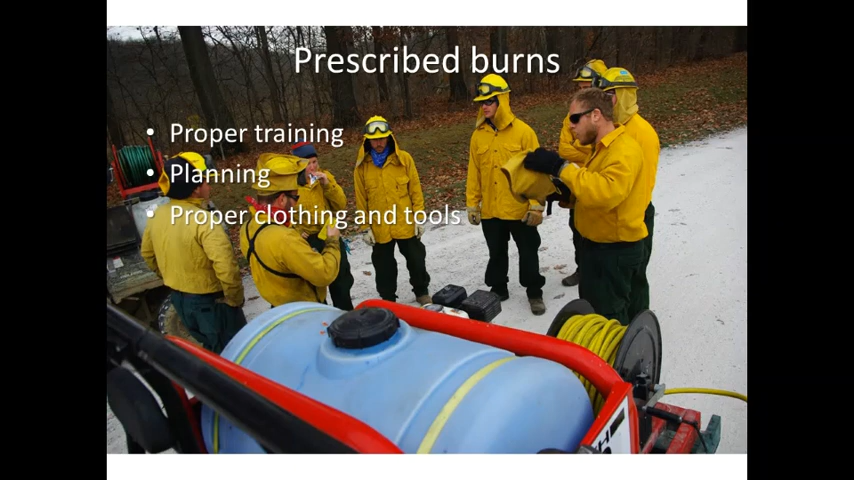 Prescribed burns
• Proper training
• Planning
• Proper clothing and tools